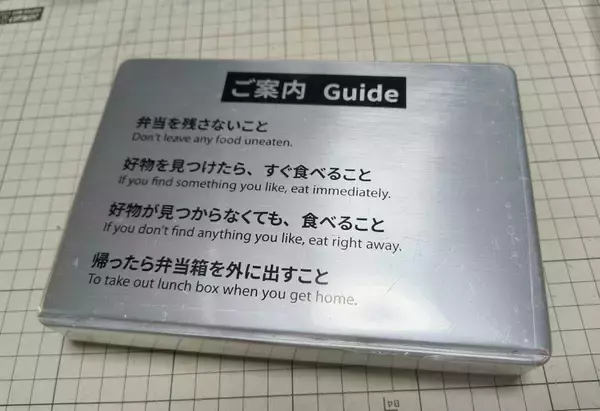 ご案内 Guide
弁当を残さないこと
Don't leave any food uneaten.
好物を見つけたら、すぐ食べること
If you find something you like, eat immediately.
好物が見つからなくても、食べること
If you don't find anything you like, eat right away.
帰ったら弁当箱を外に出すこと
To take out lunch box when you get home.